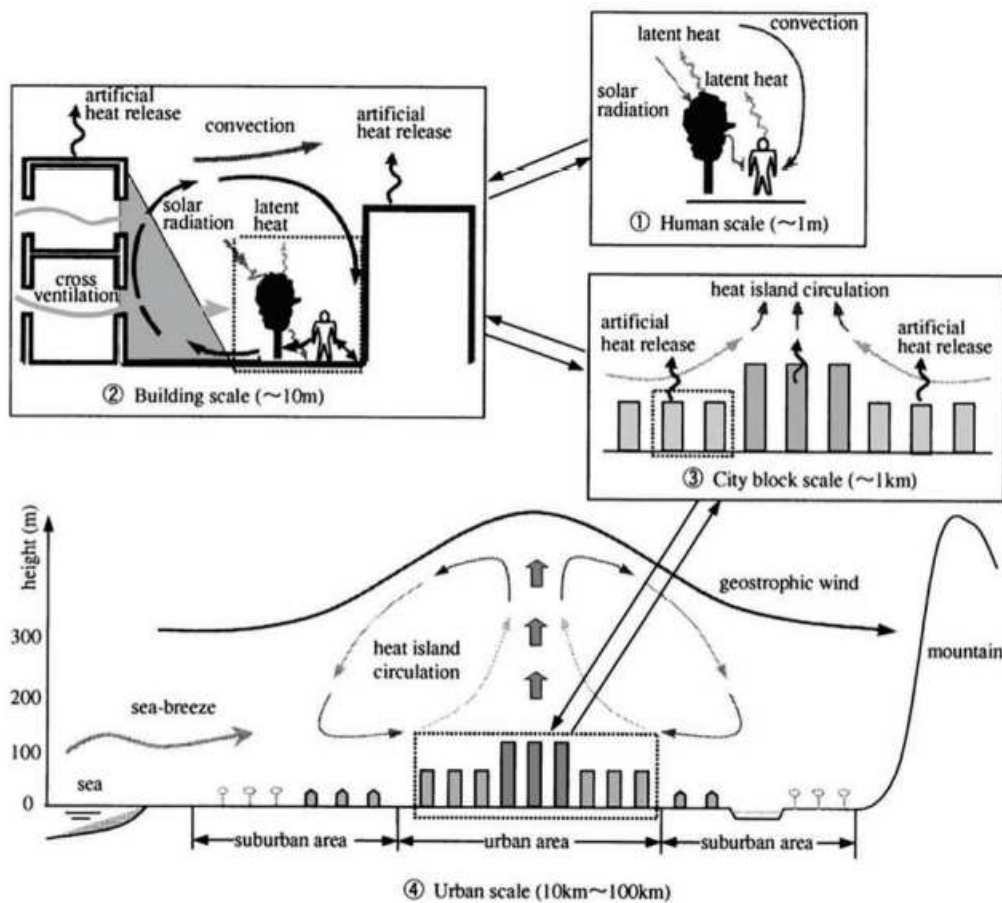 artificial
heat release
convection
artificial
heat release
solar
radiation
latent
heat
cross
ventilation
② Building scale (~10m)
latent heat
convection
solar
radiation
latent heat
① Human scale (~1m)
heat island circulation
artificial
heat release
artificial
heat release
③ City block scale (~1km)
height (m)
300
200
100
0
geostrophic wind
mountain
heat island
circulation
sea-breeze
sea
suburban area
urban area
suburban area
④ Urban scale (10km~100km)